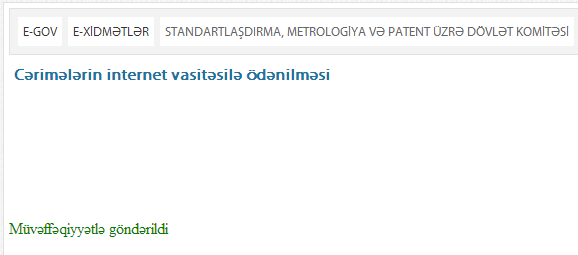 E-GOV E-XİDMƏTLƏR STANDARTLAŞDIRMA, METROLOGİYA VƏ PATENT ÜZRƏ DÖVLƏT KOMİTƏSİ
Cərimələrin internet vasitəsilə ödənilməsi
Müvəffəqiyyətlə göndərildi